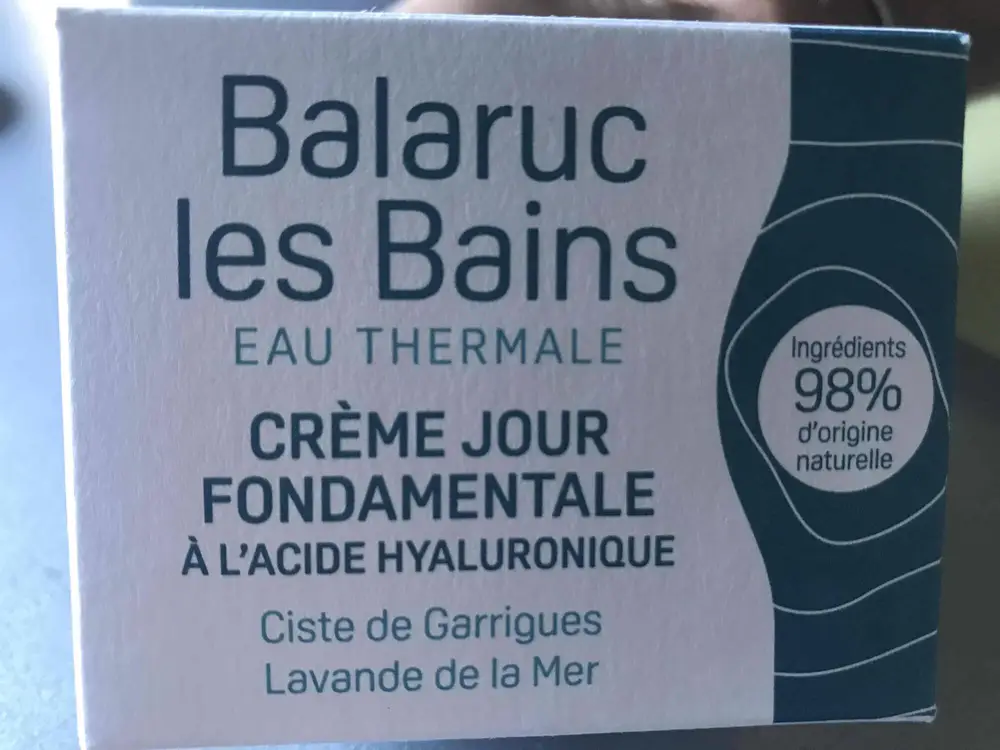 Balaruc
les Bains
EAU THERMALE
CRÈME JOUR
FONDAMENTALE
À L'ACIDE HYALURONIQUE
Ciste de Garrigues
Lavande de la Mer
Ingrédients
98%
d'origine
naturelle